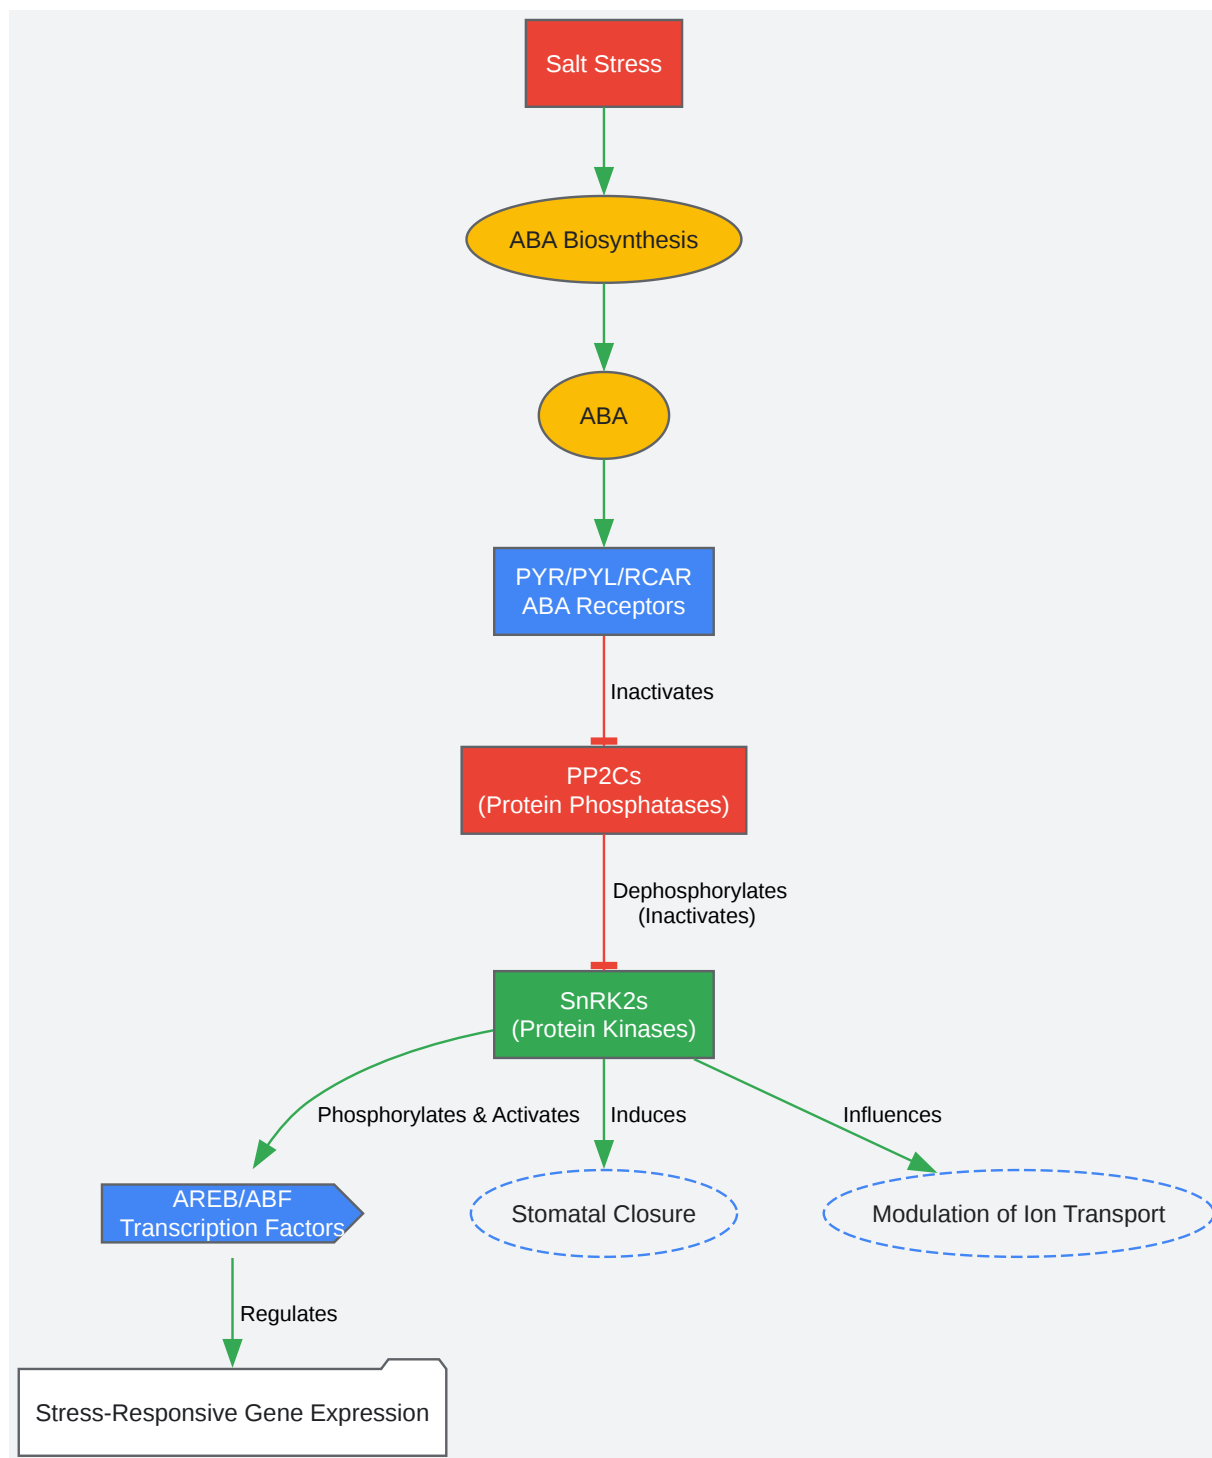 Salt Stress
ABA Biosynthesis
ABA
PYR/PYL/RCAR
ABA Receptors
Inactivates
PP2Cs
(Protein Phosphatases)
Dephosphorylates
(Inactivates)
SnRK2s
(Protein Kinases)
Phosphorylates & Activates
Induces
Influences
AREB/ABF
Transcription Factors
Stomatal Closure
Modulation of Ion Transport
Regulates
Stress-Responsive Gene Expression